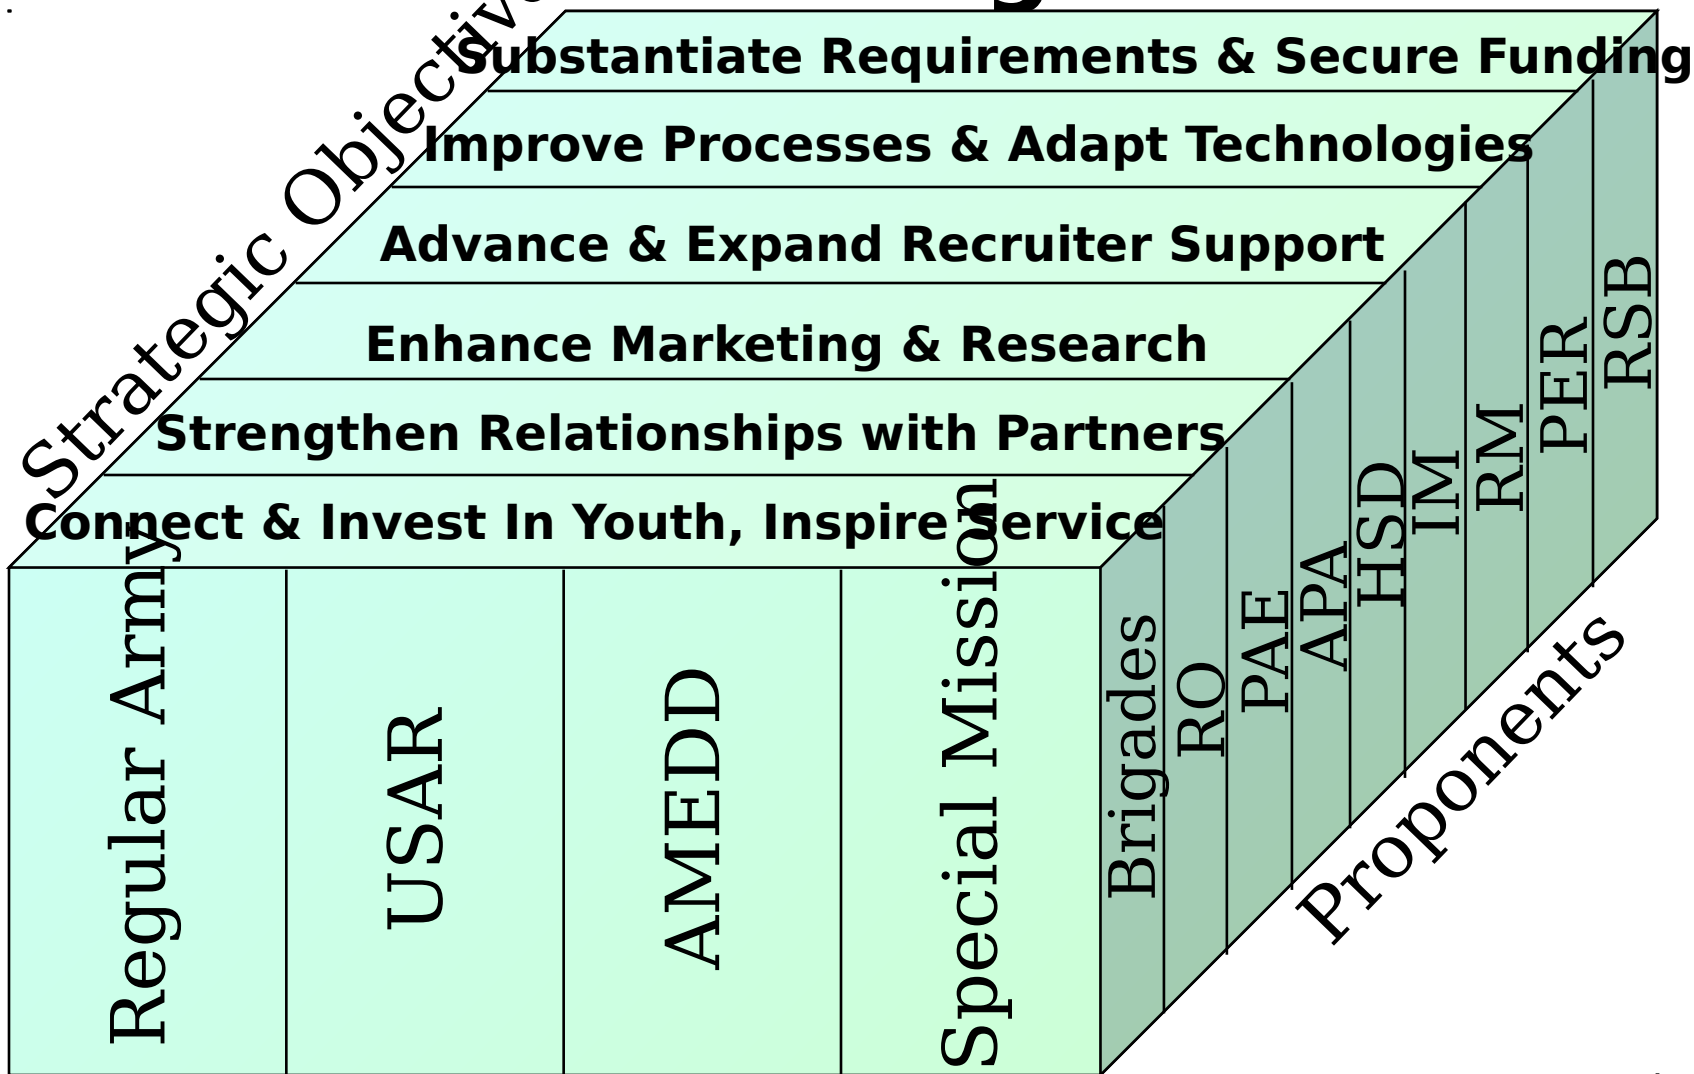 Substantiate Requirements & Secure Funding
Improve Processes & Adapt Technologies
Advance & Expand Recruiter Support
Enhance Marketing & Research
Strengthen Relationships with Partners
Connect & Invest In Youth, Inspire Service
Strategic
Regular Army
USAR
AMEDD
Special Mission
Brigades
RO
PAE
APA
HSD
IM
RM
PER
RSB
Proponents